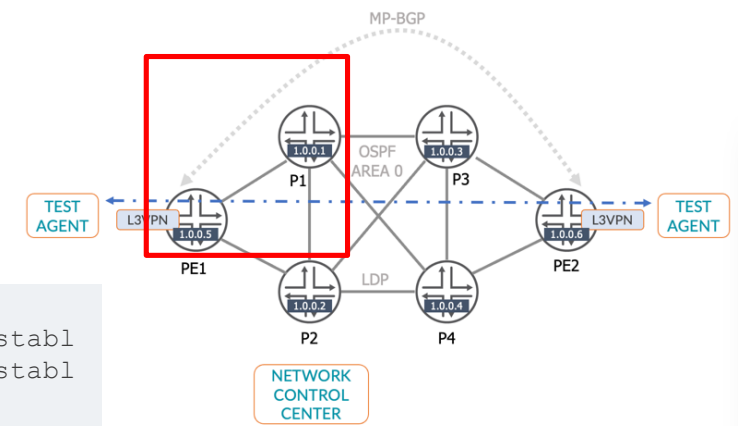 MP-BGP
1.0.0.1
P1
OSPF
AREA 0
1.0.0.3
P3
TEST
AGENT
L3VPN
1.0.0.5
PE1
1.0.0.6
L3VPN
PE2
TEST
AGENT
1.0.0.2
P2
LDP
1.0.0.4
P4
stabl
stabl
NETWORK
CONTROL
CENTER